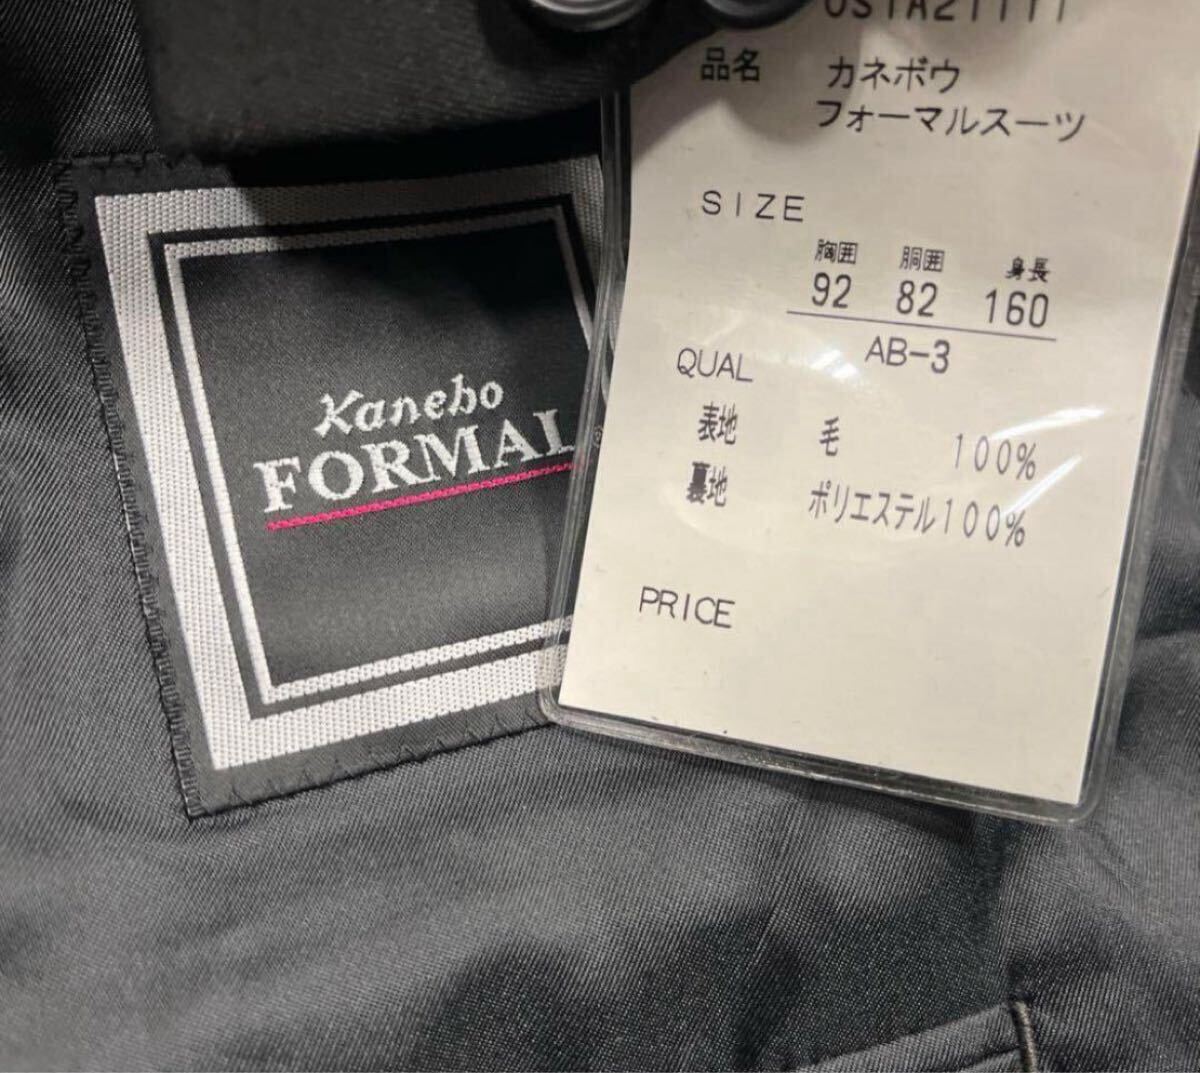 品名 カネボウ
フォーマルスーツ
SIZE
胸囲 胴囲 身長
92 82 160
AB-3
QUAL
表地 毛 100%
裏地 ポリエステル100%
PRICE
Kanebo
FORMAL